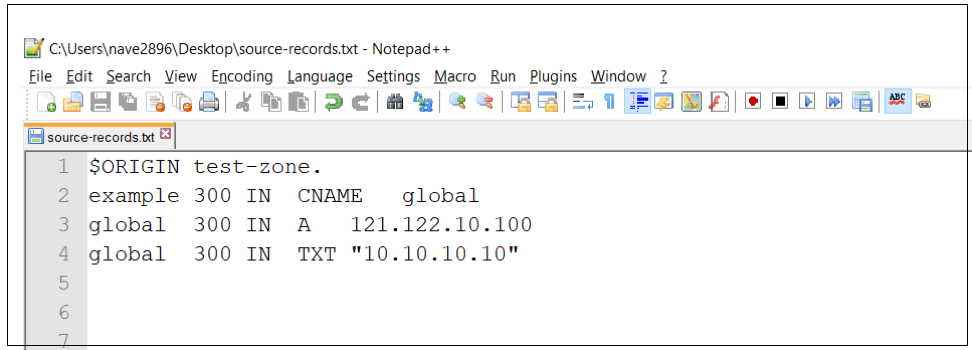 C:\Users\nave2896\Desktop\source-records.txt - Notepad++
File Edit Search View Encoding Language Settings Macro Run Plugins Window ?
ABC
source-records.txt
1 $ORIGIN test-zone.
2 example 300 IN CNAME global
3 global 300 IN A 121.122.10.100
4 global 300 IN TXT "10.10.10.10"
5
6
7